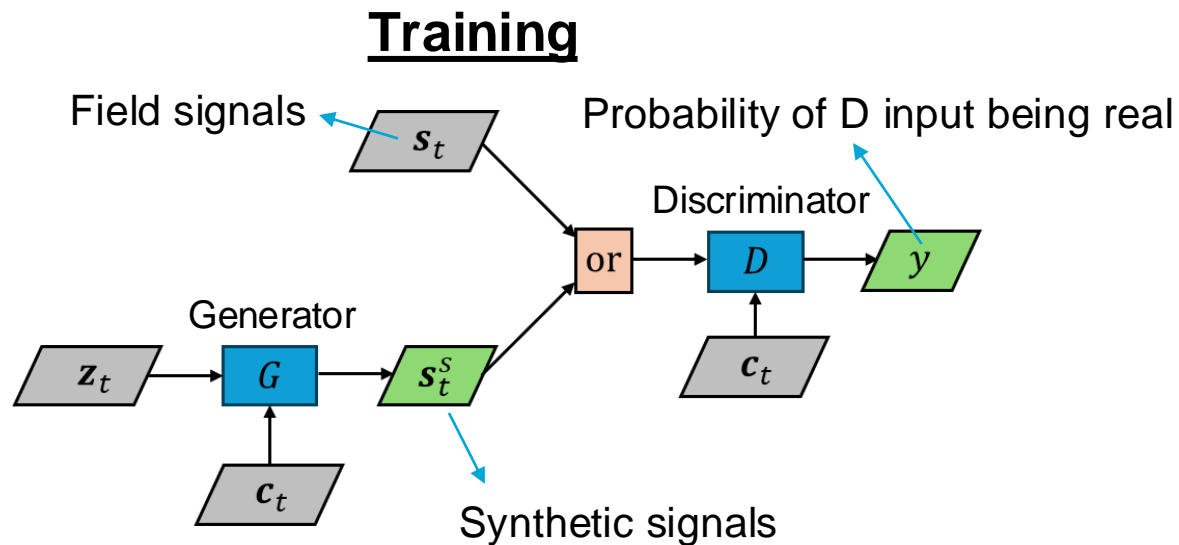 Training
Field signals
Probability of D input being real
s_t
Discriminator
or
D
y
Generator
z_t
G
s_t^s
c_t
c_t
Synthetic signals